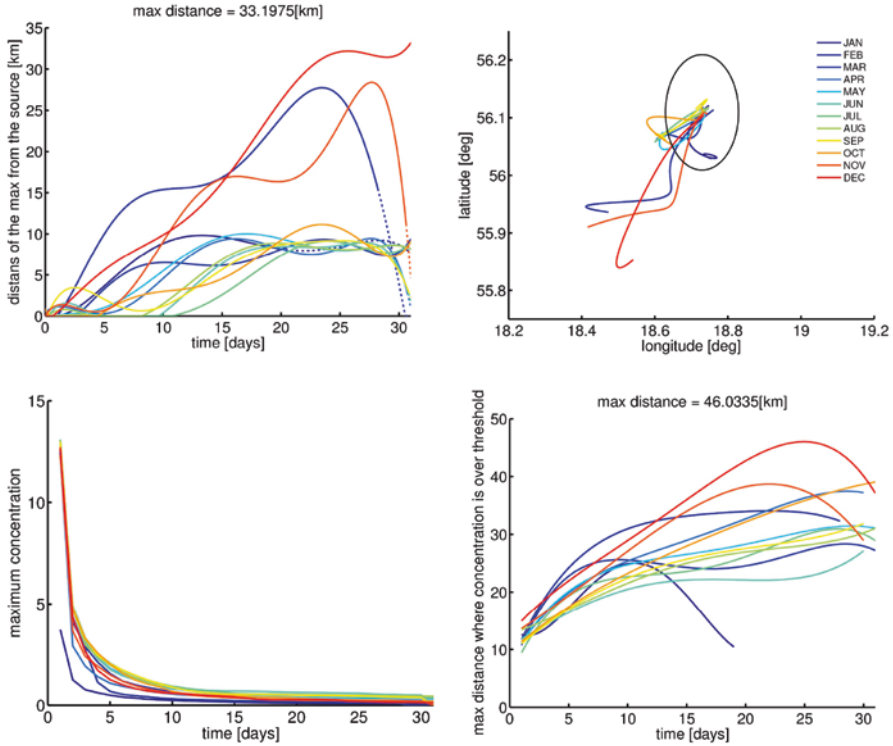 max distance = 33.1975[km]
distans of the max from the source [km]
35
30
25
20
15
10
5
0
0 5 10 15 20 25 30
time [days]
latitude [deg]
56.2
56.1
56
55.9
55.8
18.2 18.4 18.6 18.8 19 19.2
longitude [deg]
JAN
FEB
MAR
APR
MAY
JUN
JUL
AUG
SEP
OCT
NOV
DEC
maximum concentration
15
10
5
0
0 5 10 15 20 25 30
time [days]
max distance = 46.0335[km]
max distance where concentration is over threshold
50
40
30
20
10
0
0 5 10 15 20 25 30
time [days]